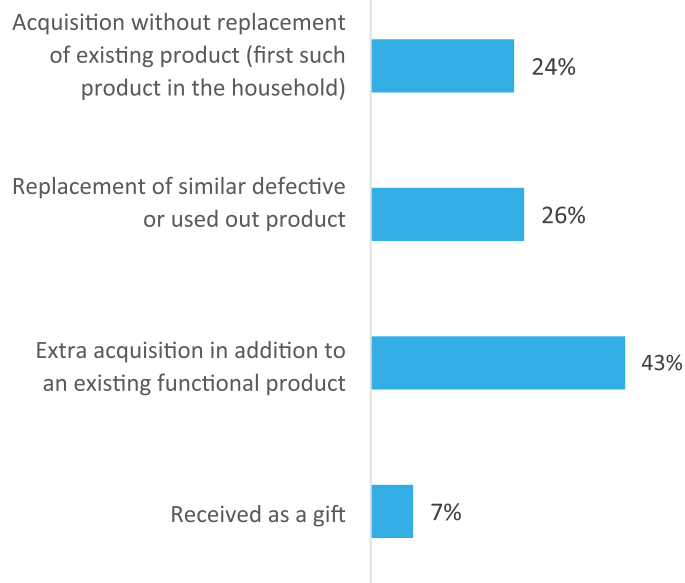 Acquisition without replacement
of existing product (first such
product in the household)
24%
Replacement of similar defective
or used out product
26%
Extra acquisition in addition to
an existing functional product
43%
Received as a gift
7%